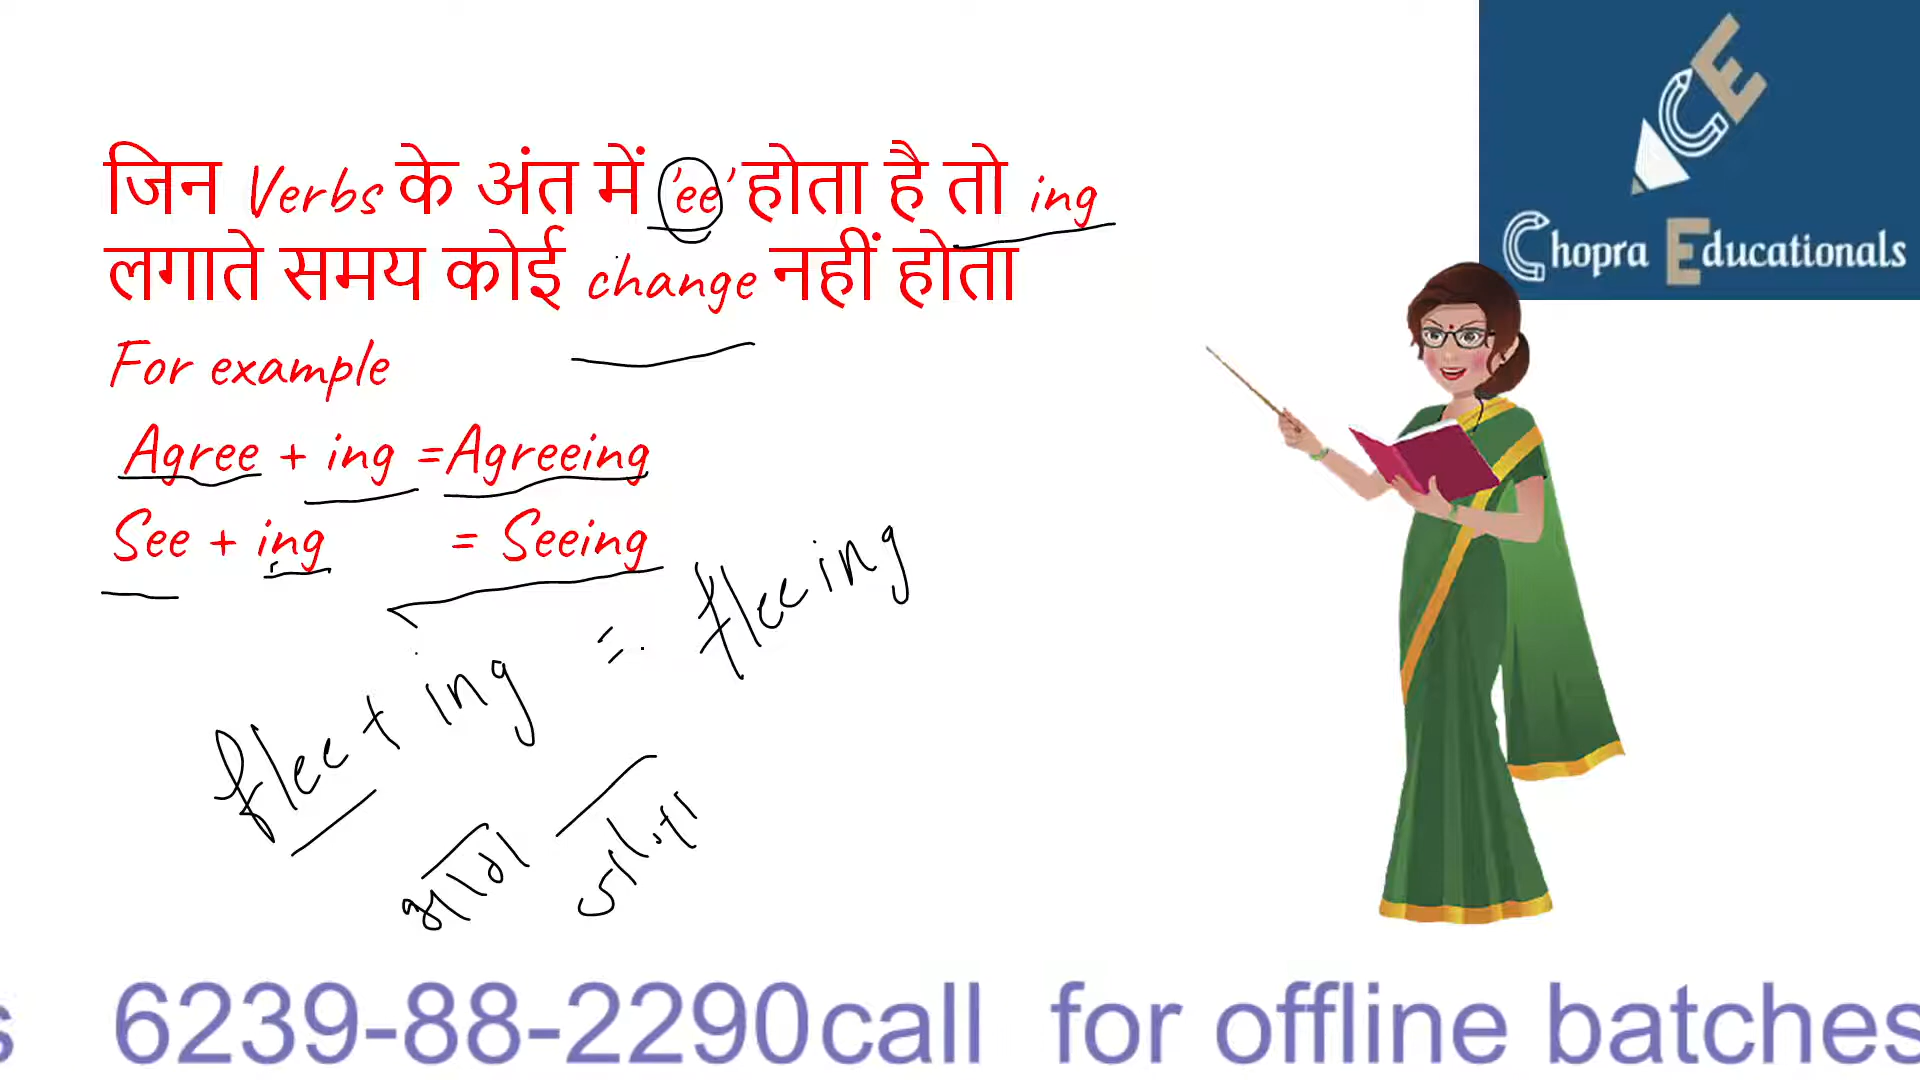 जिन Verbs के अंत में 'ee' होता है तो ing
लगाते समय कोई change नहीं होता
For example
Agree + ing =Agreeing
See + ing = Seeing
flee + ing = fleeing
भाग जाना
CE
Chopra Educationals
s 6239-88-2290call for offline batches